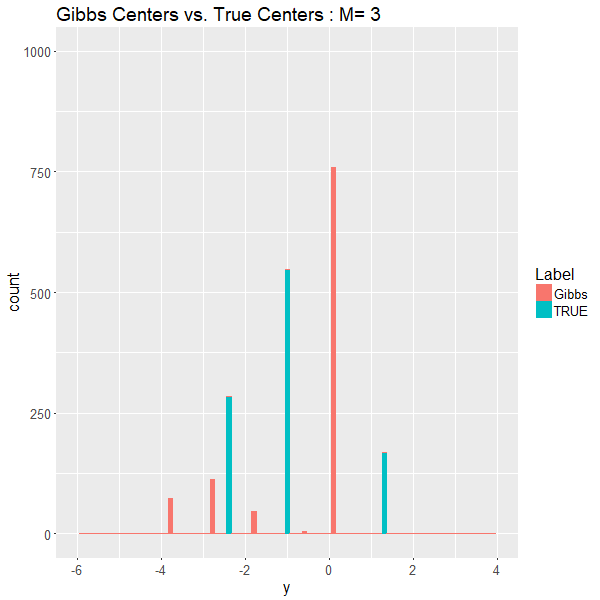 Gibbs Centers vs. True Centers : M= 3
1000
750
500
250
0
count
-6
-4
-2
0
2
4
y
Label
Gibbs
TRUE